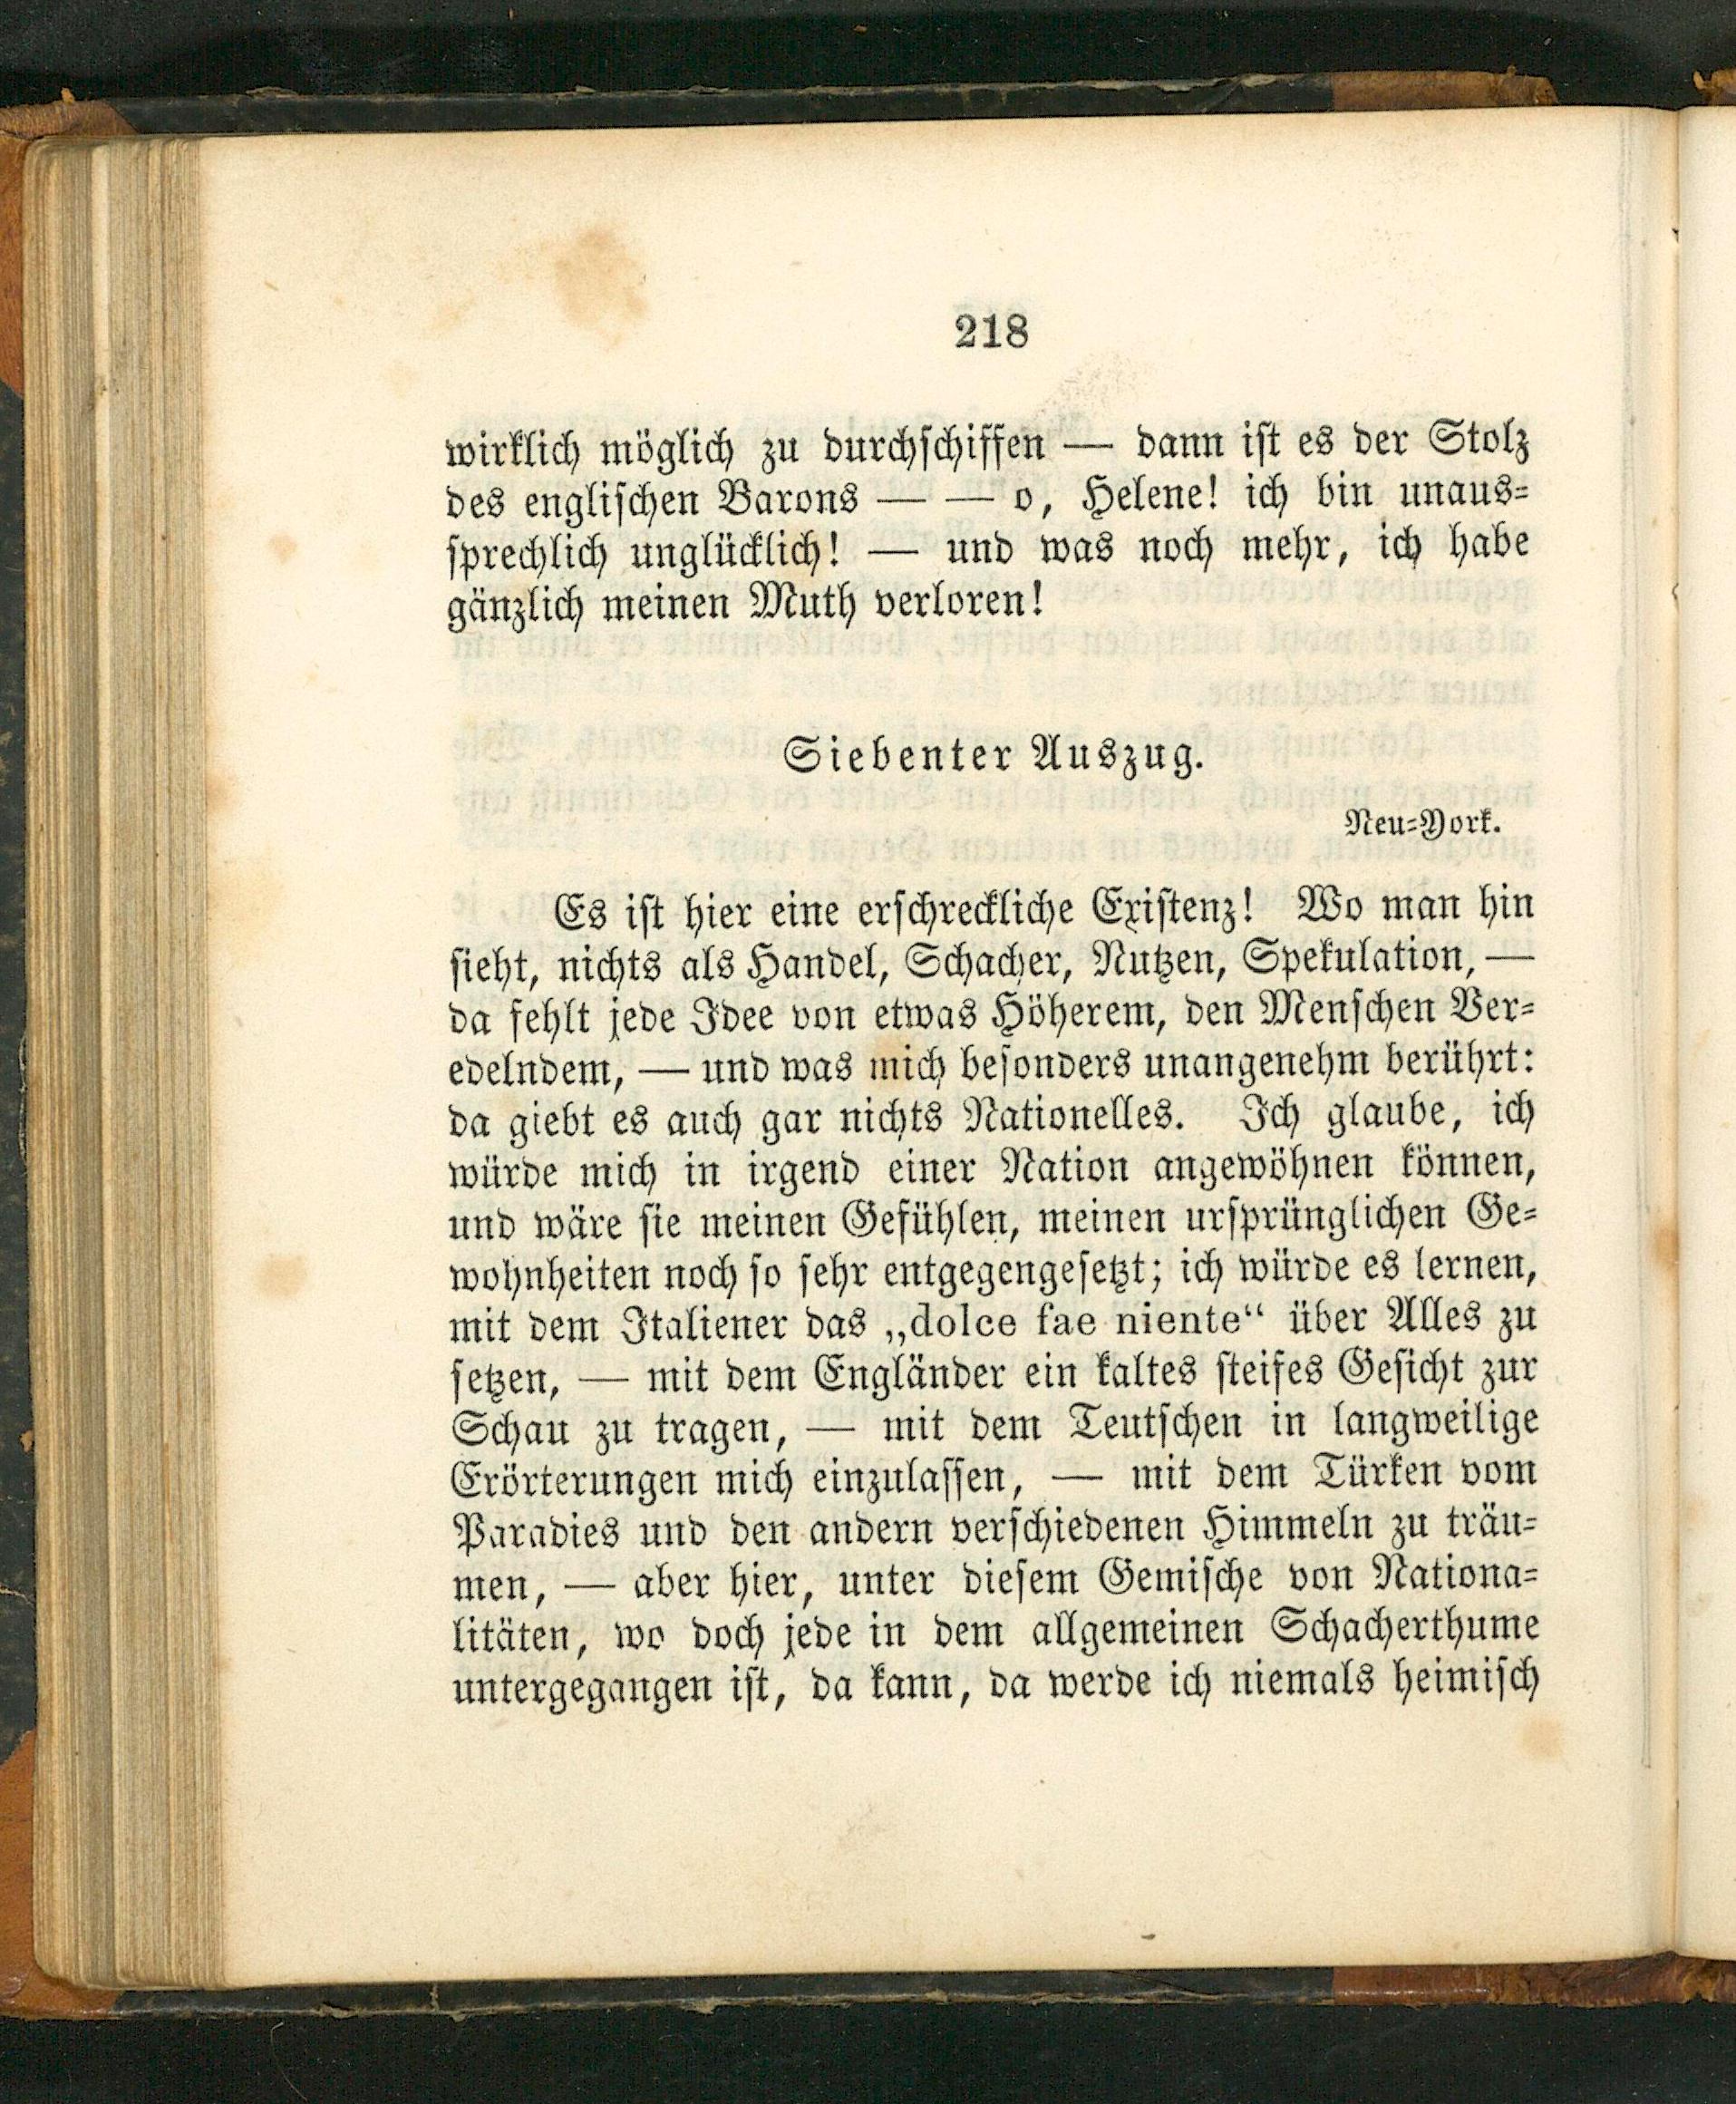 218
wirklich möglich zu durchschiffen — dann ist es der Stolz
des englischen Barons — — o, Helene! ich bin unaus-
sprechlich unglücklich! — und was noch mehr, ich habe
gänzlich meinen Muth verloren!
Siebenter Auszug.
Neu-York.
Es ist hier eine erschreckliche Existenz! Wo man hin
sieht, nichts als Handel, Schacher, Nutzen, Spekulation, —
da fehlt jede Idee von etwas Höherem, den Menschen Ver-
edelndem, — und was mich besonders unangenehm berührt:
da giebt es auch gar nichts Nationelles. Ich glaube, ich
würde mich in irgend einer Nation angewöhnen können,
und wäre sie meinen Gefühlen, meinen ursprünglichen Ge-
wohnheiten noch so sehr entgegengesetzt; ich würde es lernen,
mit dem Italiener das „dolce fae niente“ über Alles zu
setzen, — mit dem Engländer ein kaltes steifes Gesicht zur
Schau zu tragen, — mit dem Teutschen in langweilige
Erörterungen mich einzulassen, — mit dem Türken vom
Paradies und den andern verschiedenen Himmeln zu träu-
men, — aber hier, unter diesem Gemische von Nationa-
litäten, wo doch jede in dem allgemeinen Schacherthume
untergegangen ist, da kann, da werde ich niemals heimisch